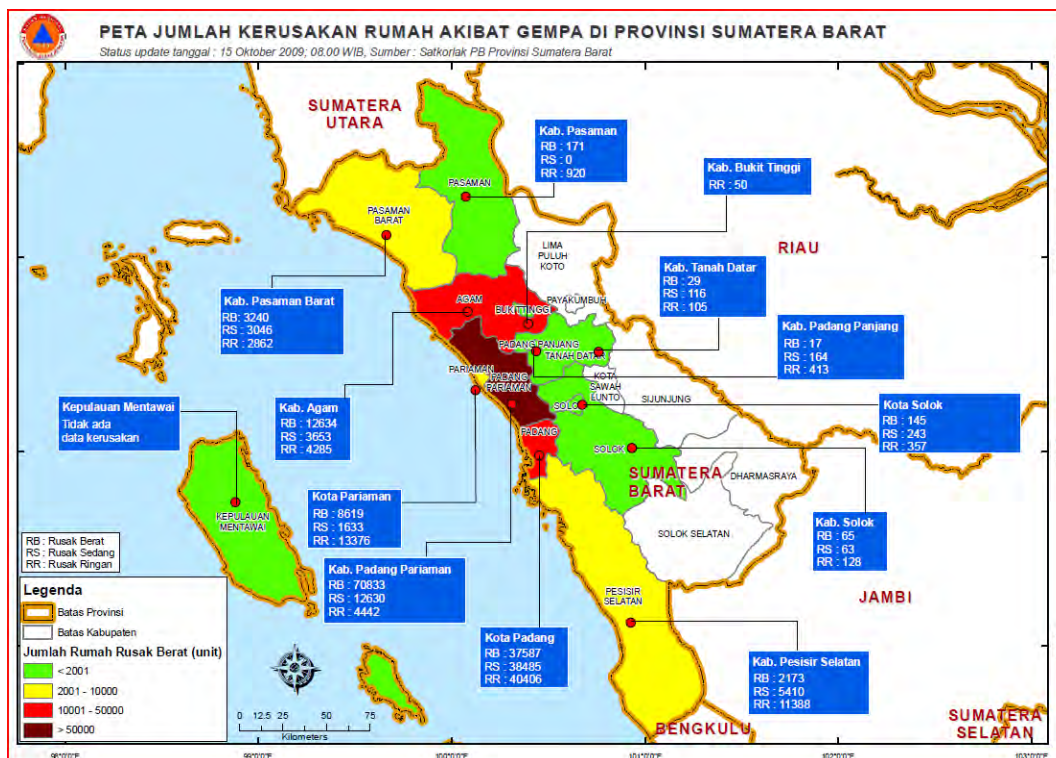 PETA JUMLAH KERUSAKAN RUMAH AKIBAT GEMPA DI PROVINSI SUMATERA BARAT
Status update tanggal : 15 Oktober 2009; 08.00 WIB, Sumber : Satkorlak PB Provinsi Sumatera Barat
SUMATERA
UTARA
Kab. Pasaman
RB : 171
RS : 0
RR : 920
Kab. Bukit Tinggi
RR : 50
PASAMAN
PASAMAN
BARAT
LIMA
PULUH
KOTO
RIAU
Kab. Tanah Datar
RB : 29
RS : 116
RR : 105
Kab. Pasaman Barat
RB: 3240
RS : 3046
RR : 2862
AGAM
BUKITTINGGI
PAYAKUMBUH
Kab. Padang Panjang
RB : 17
RS : 164
RR : 413
PADANG PANJANG
TANAH DATAR
PARIAMAN
PADANG
PARIAMAN
KOTA
SAWAH
LUNTO
SIJUNJUNG
SOLOK
Kepulauan Mentawai
Tidak ada
data kerusakan
Kab. Agam
RB : 12634
RS : 3653
RR : 4285
Kota Solok
RB : 145
RS : 243
RR : 357
PADANG
SOLOK
SUMATERA
BARAT
DHARMASRAYA
Kota Pariaman
RB : 8619
RS : 1633
RR : 13376
KEPULAUAN
MENTAWAI
SOLOK SELATAN
Kab. Solok
RB : 65
RS : 63
RR : 128
RB : Rusak Berat
RS : Rusak Sedang
RR : Rusak Ringan
Kab. Padang Pariaman
RB : 70833
RS : 12630
RR : 4442
PESISIR
SELATAN
JAMBI
Legenda
Batas Provinsi
Batas Kabupaten
Jumlah Rumah Rusak Berat (unit)
< 2001
2001 - 10000
10001 - 50000
> 50000
Kota Padang
RB : 37587
RS : 38485
RR : 40406
Kab. Pesisir Selatan
RB : 2173
RS : 5410
RR : 11388
0 12.5 25 50 75
Kilometers
BENGKULU
SUMATERA
SELATAN